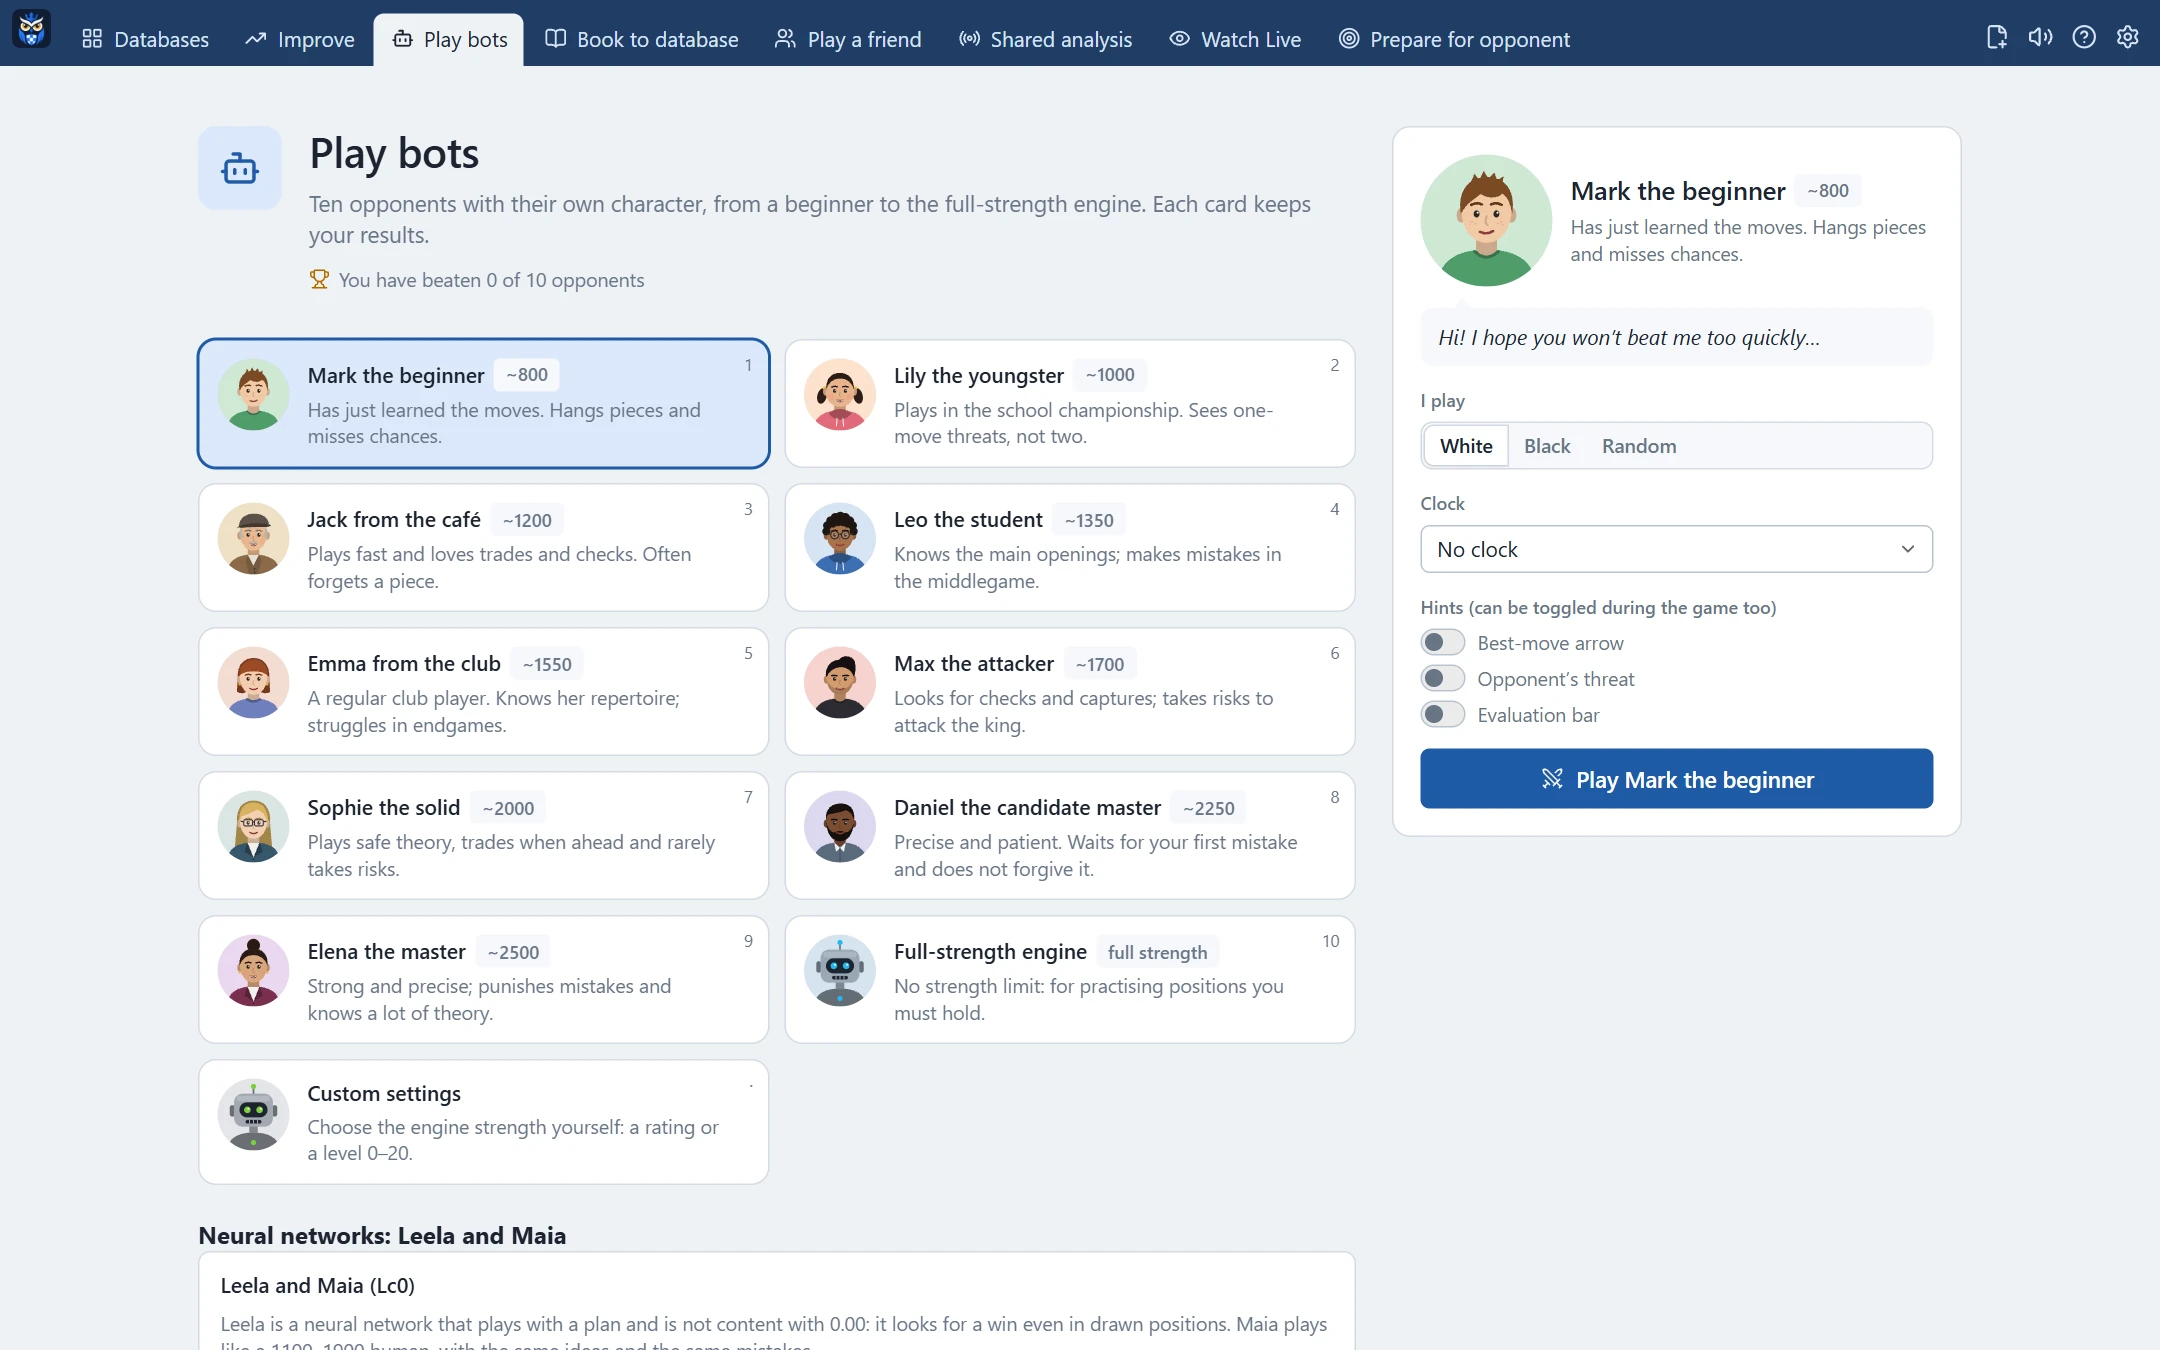 Databases
Improve
Play bots
Book to database
Play a friend
Shared analysis
Watch Live
Prepare for opponent
Play bots
Ten opponents with their own character, from a beginner to the full-strength engine. Each card keeps
your results.
You have beaten 0 of 10 opponents
Mark the beginner ~800 1
Has just learned the moves. Hangs pieces and
misses chances.
Lily the youngster ~1000 2
Plays in the school championship. Sees one-
move threats, not two.
Jack from the café ~1200 3
Plays fast and loves trades and checks. Often
forgets a piece.
Leo the student ~1350 4
Knows the main openings; makes mistakes in
the middlegame.
Emma from the club ~1550 5
A regular club player. Knows her repertoire;
struggles in endgames.
Max the attacker ~1700 6
Looks for checks and captures; takes risks to
attack the king.
Sophie the solid ~2000 7
Plays safe theory, trades when ahead and rarely
takes risks.
Daniel the candidate master ~2250 8
Precise and patient. Waits for your first mistake
and does not forgive it.
Elena the master ~2500 9
Strong and precise; punishes mistakes and
knows a lot of theory.
Full-strength engine full strength 10
No strength limit: for practising positions you
must hold.
Custom settings ·
Choose the engine strength yourself: a rating or
a level 0–20.
Neural networks: Leela and Maia
Leela and Maia (Lc0)
Leela is a neural network that plays with a plan and is not content with 0.00: it looks for a win even in drawn positions. Maia plays
like a 1100–1900 human, with the same ideas and the same mistakes.
Mark the beginner ~800
Has just learned the moves. Hangs pieces
and misses chances.
Hi! I hope you won't beat me too quickly...
I play
White Black Random
Clock
No clock
Hints (can be toggled during the game too)
Best-move arrow
Opponent's threat
Evaluation bar
Play Mark the beginner